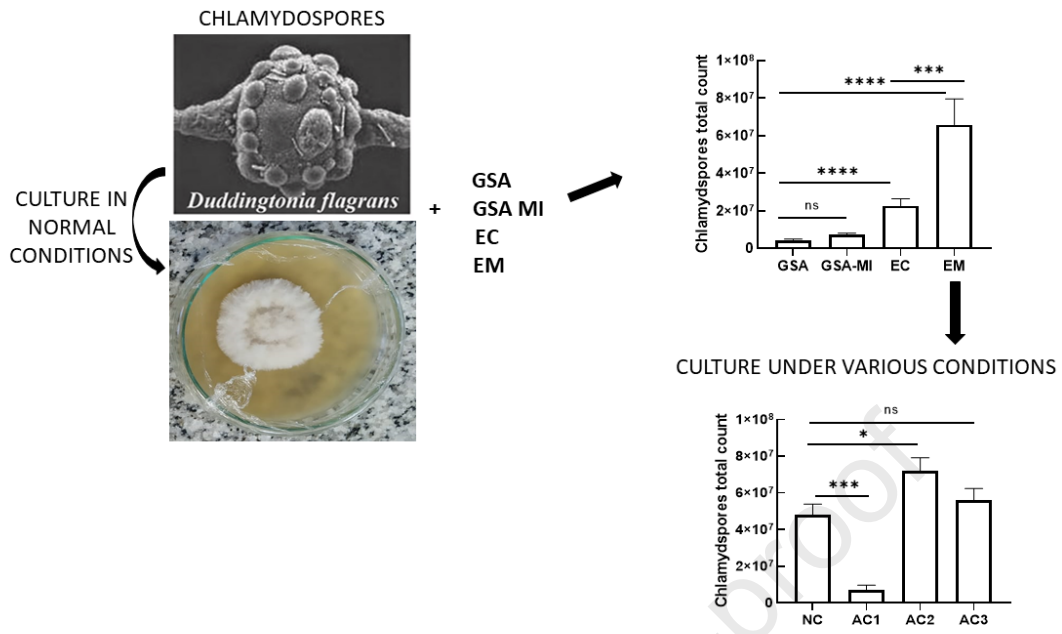 CHLAMYDOSPORES
Duddingtonia flagrans
CULTURE IN
NORMAL
CONDITIONS
+
GSA
GSA MI
EC
EM
Chlamydspores total count
1×10⁸
8×10⁷
6×10⁷
4×10⁷
2×10⁷
0
***
****
****
ns
GSA GSA-MI EC EM
CULTURE UNDER VARIOUS CONDITIONS
Chlamydspores total count
1×10⁸
8×10⁷
6×10⁷
4×10⁷
2×10⁷
0
ns
*
***
NC AC1 AC2 AC3
proof